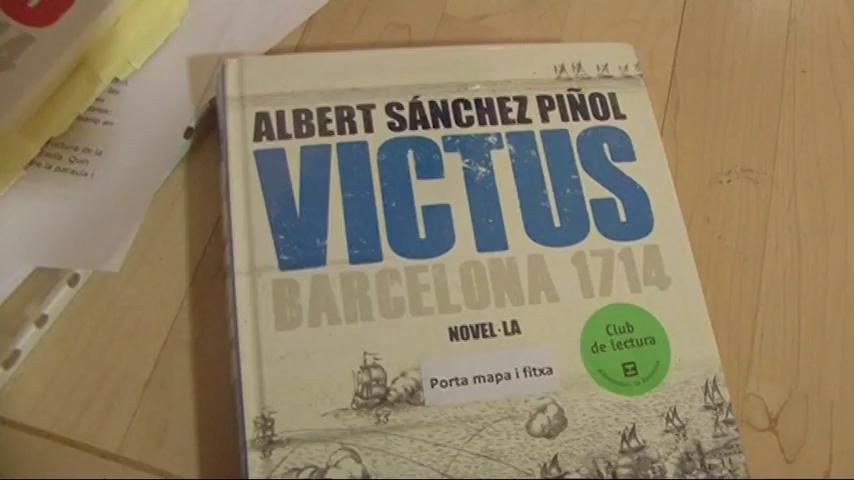 ALBERT SÁNCHEZ PIÑOL
VICTUS
BARCELONA 1714
NOVEL·LA
Club
de lectura
Porta mapa i fitxa